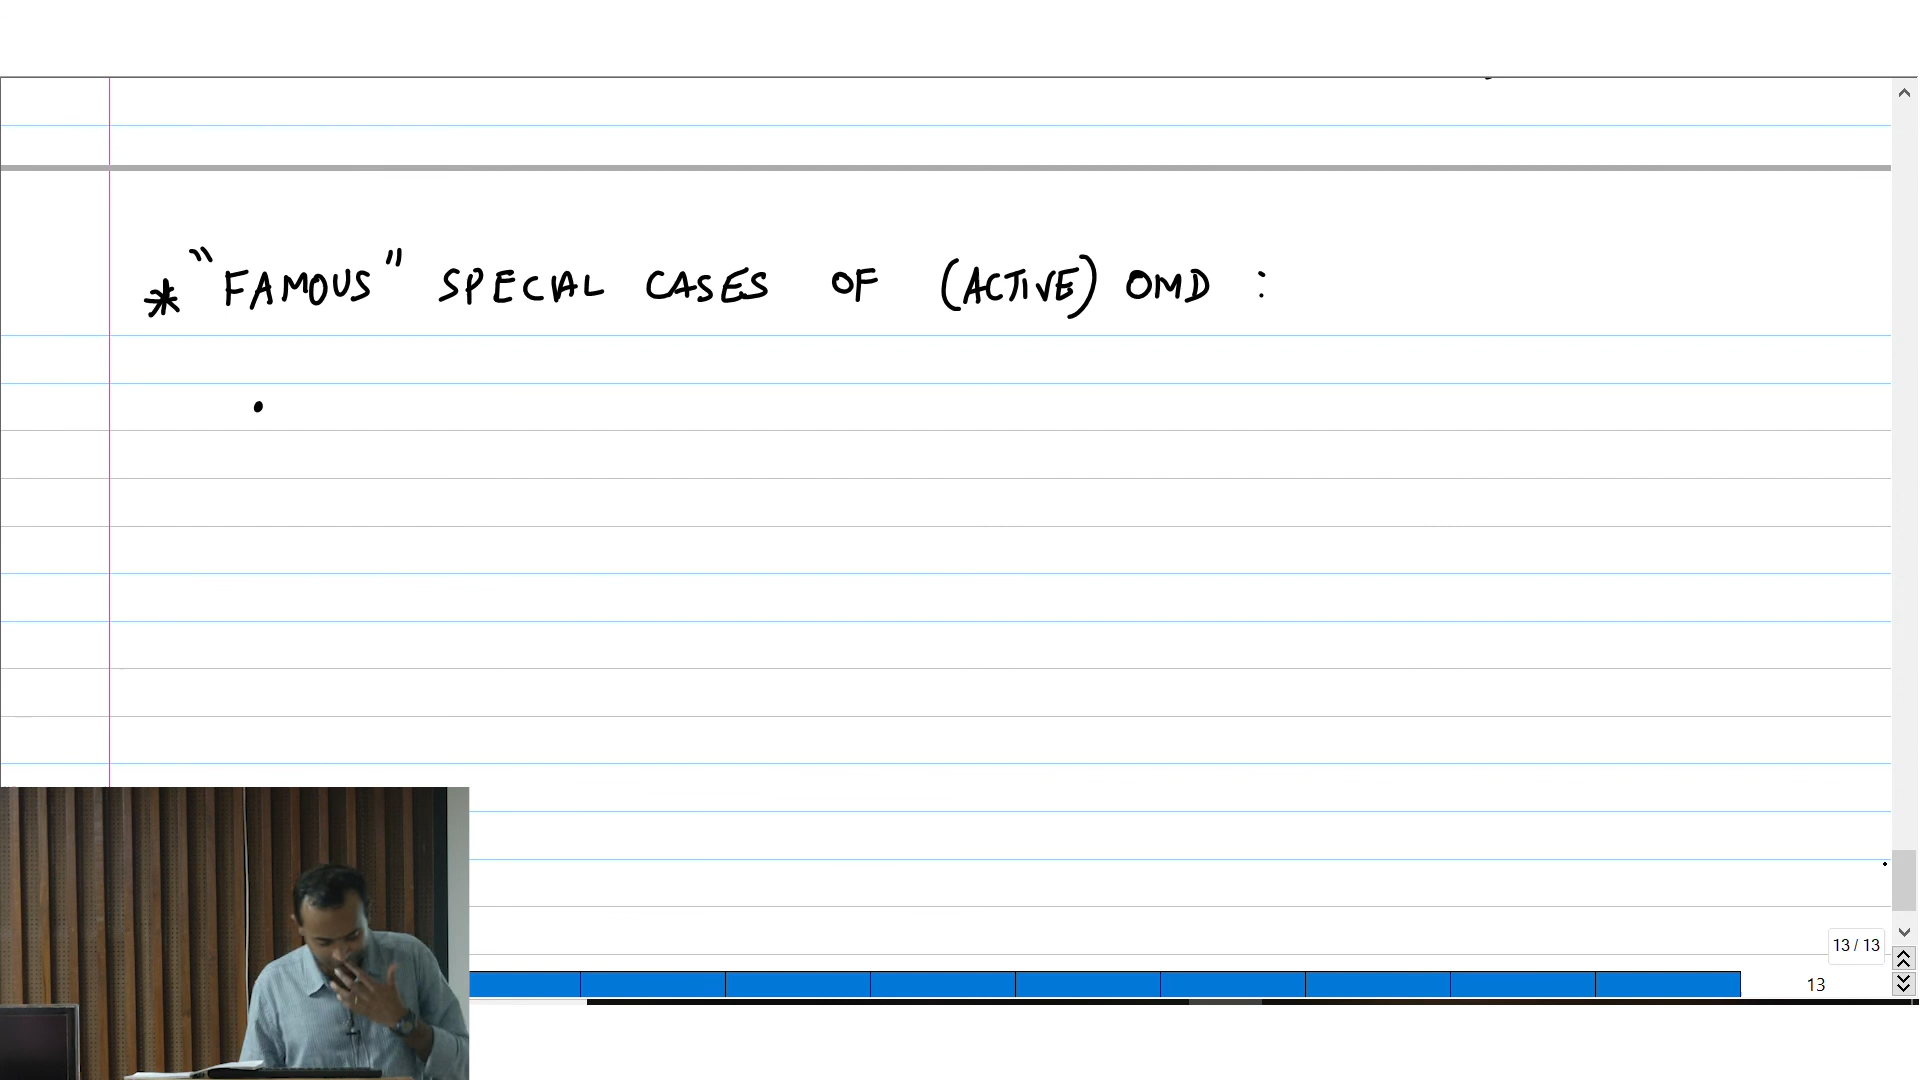 * "FAMOUS" SPECIAL CASES OF (ACTIVE) OMD :
•
13 / 13
13